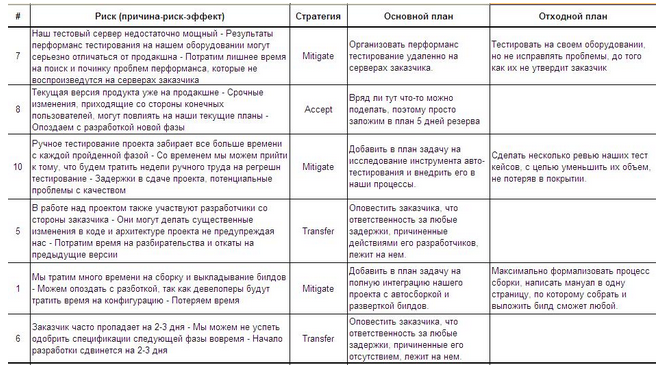 # Риск (причина-риск-эффект) Стратегия Основной план Отходной план
7
Наш тестовый сервер недостаточно мощный - Результаты
перформанс тестирования на нашем оборудовании могут
серьезно отличаться от продакшна - Потратим лишнее время
на поиск и починку проблем перформанса, которые не
воспроизведутся на серверах заказчика
Mitigate
Организовать перформанс
тестирование удаленно на
серверах заказчика.
Тестировать на своем оборудовании,
но не исправлять проблемы, до того
как их не утвердит заказчик
8
Текущая версия продукта уже на продакшне - Срочные
изменения, приходящие со стороны конечных
пользователей, могут повлиять на наши текущие планы -
Опоздаем с разработкой новой фазы
Accept
Вряд ли тут что-то можно
поделать, поэтому просто
заложим в план 5 дней резерва
10
Ручное тестирование проекта забирает все больше времени
с каждой пройденной фазой - Со временем мы можем прийти
к тому, что будем тратить недели ручного труда на регрешн
тестирование - Задержки в сдаче проекта, потенциальные
проблемы с качеством
Mitigate
Добавить в план задачу на
исследование инструмента авто-
тестирования и внедрить его в
наши процессы.
Сделать несколько ревью наших тест
кейсов, с целью уменьшить их объем,
не потеряв в покрытии.
5
В работе над проектом также участвуют разработчики со
стороны заказчика - Они могут делать существенные
изменения в коде и архитектуре проекта не предупреждая
нас - Потратим время на разбирательства и откаты на
предыдущие версии
Transfer
Оповестить заказчика, что
ответственность за любые
задержки, причиненные
действиями его разработчиков,
лежит на нем.
1
Мы тратим много времени на сборку и выкладывание билдов
- Можем опоздать с разботкой, так как девелоперы будут
тратить время на конфигурацию - Потеряем время
Mitigate
Добавить в план задачу на
полную интеграцию нашего
проекта с автосборкой и
разверткой билдов.
Максимально формализовать процесс
сборки, написать мануал в одну
страницу, по которому собрать и
выложить билд сможет любой.
6
Заказчик часто пропадает на 2-3 дня - Мы можем не успеть
одобрить спецификации следующей фазы вовремя - Начало
разработки сдвинется на 2-3 дня
Transfer
Оповестить заказчика, что
ответственность за любые
задержки, причиненные его
отсутствием, лежит на нем.